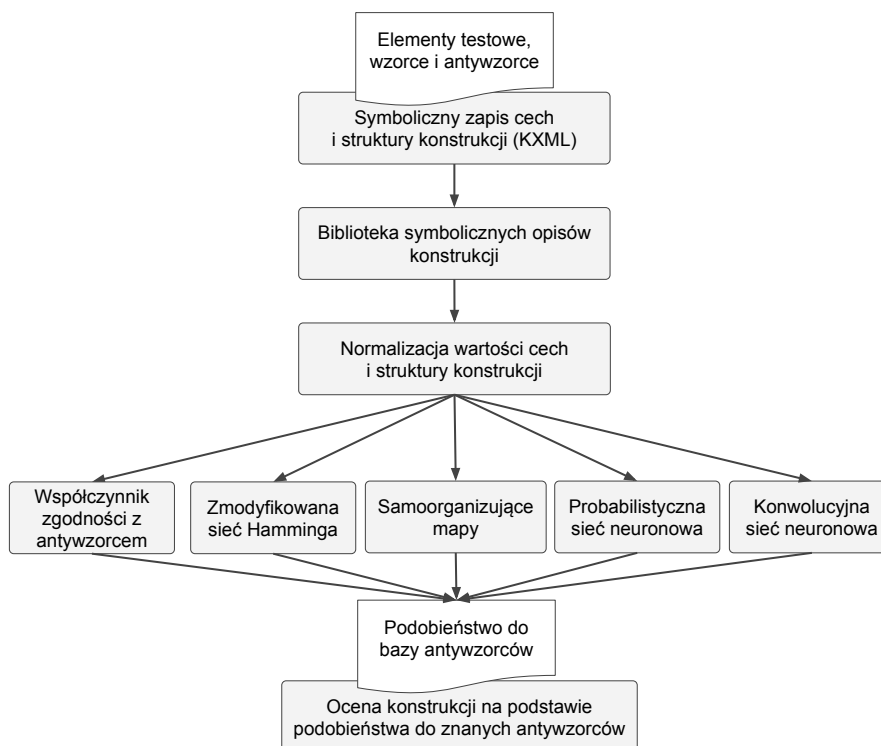 Elementy testowe,
wzorce i antywzorce
Symboliczny zapis cech
i struktury konstrukcji (KXML)
Biblioteka symbolicznych opisów
konstrukcji
Normalizacja wartości cech
i struktury konstrukcji
Współczynnik
zgodności z
antywzorcem
Zmodyfikowana
sieć Hamminga
Samoorganizujące
mapy
Probabilistyczna
sieć neuronowa
Konwolucyjna
sieć neuronowa
Podobieństwo do
bazy antywzorców
Ocena konstrukcji na podstawie
podobieństwa do znanych antywzorców